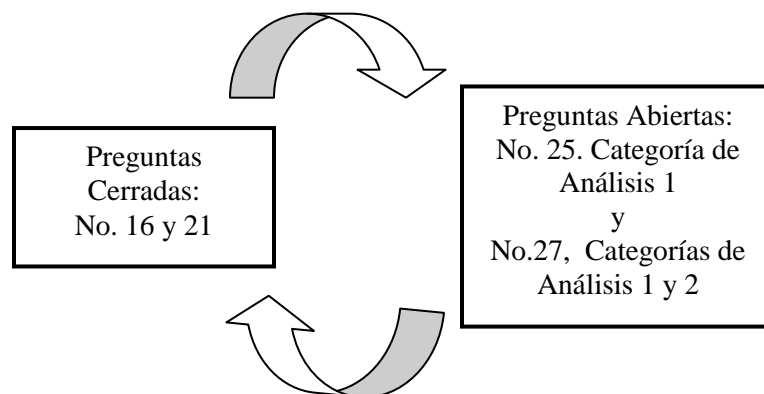 Preguntas
Cerradas:
No. 16 y 21
Preguntas Abiertas:
No. 25. Categoría de
Análisis 1
y
No.27, Categorías de
Análisis 1 y 2